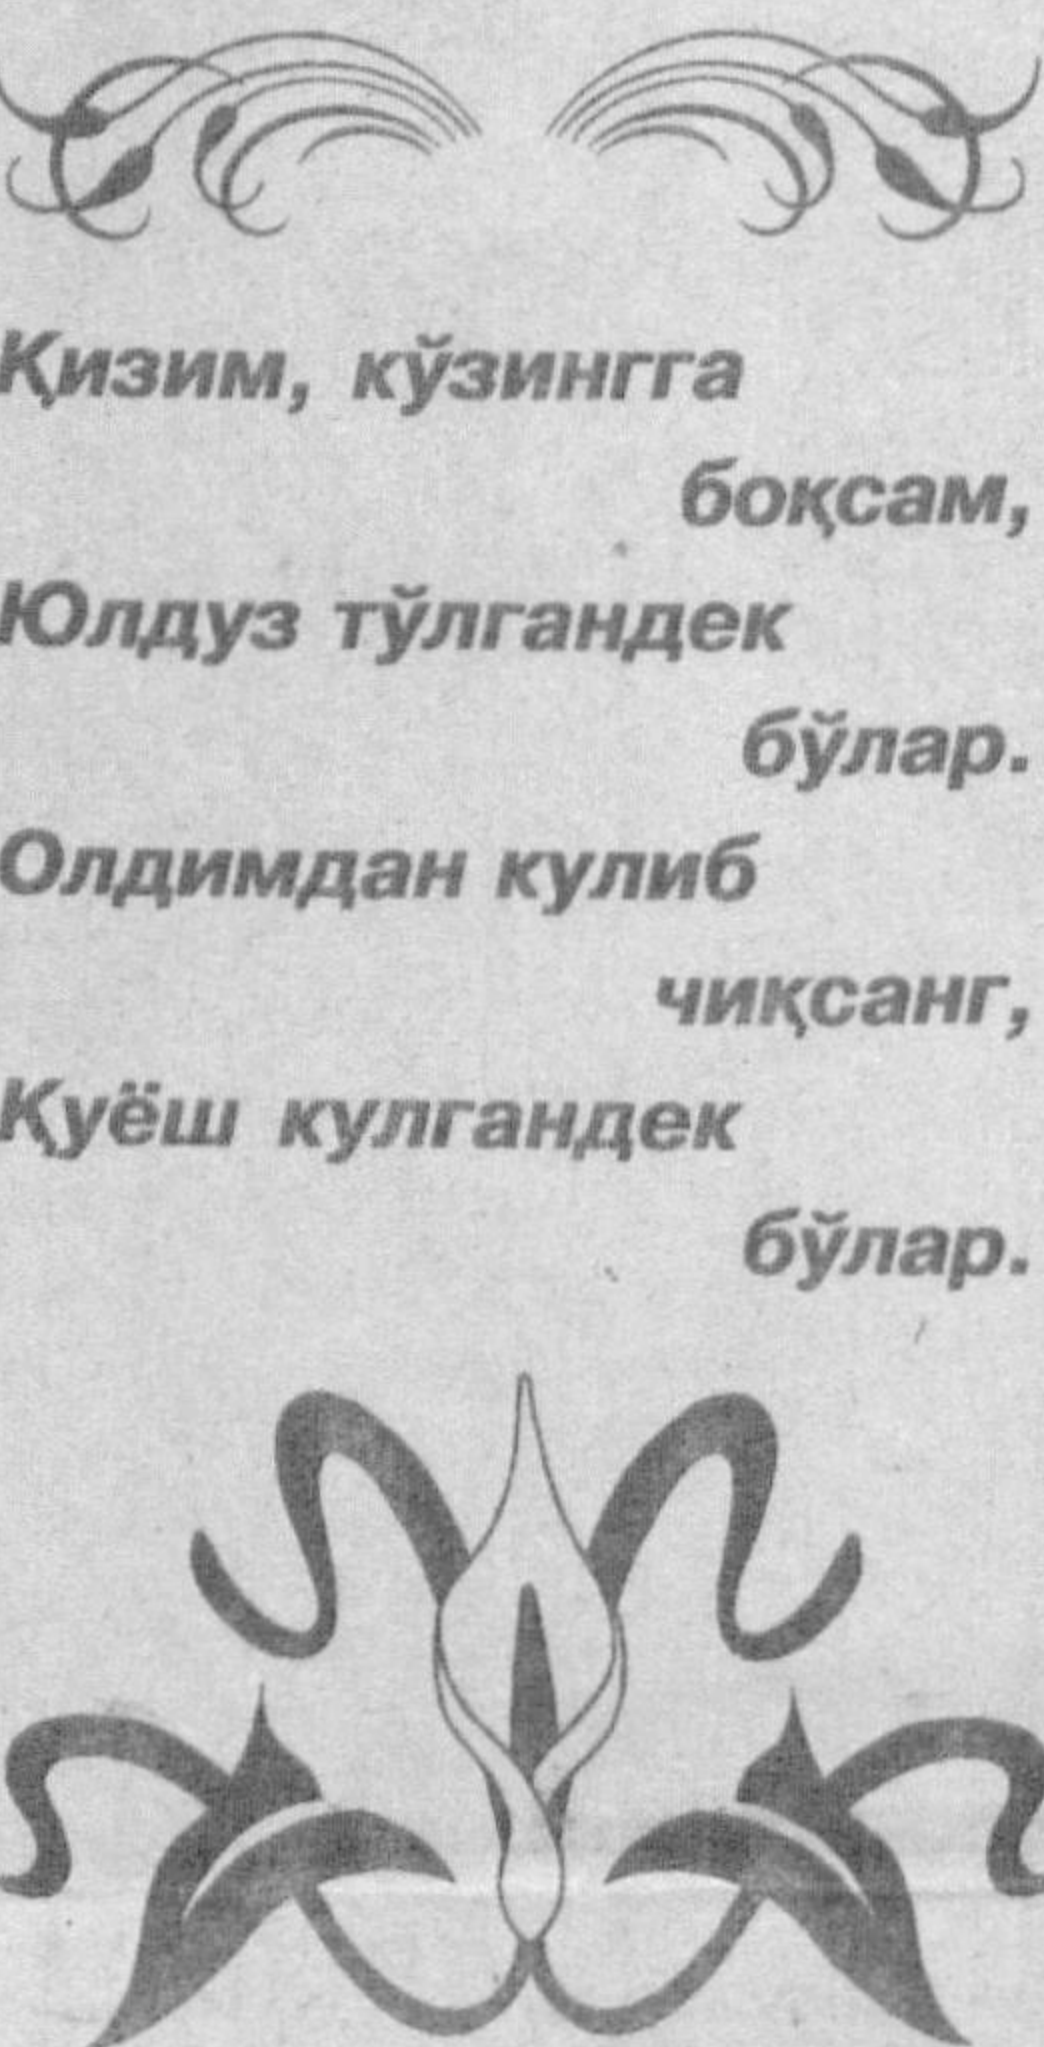 Қизим, кўзингга
боқсам,
Юлдуз тўлгандек
бўлар.
Олдимдан кулиб
чиқсанг,
Қуёш кулгандек
бўлар.